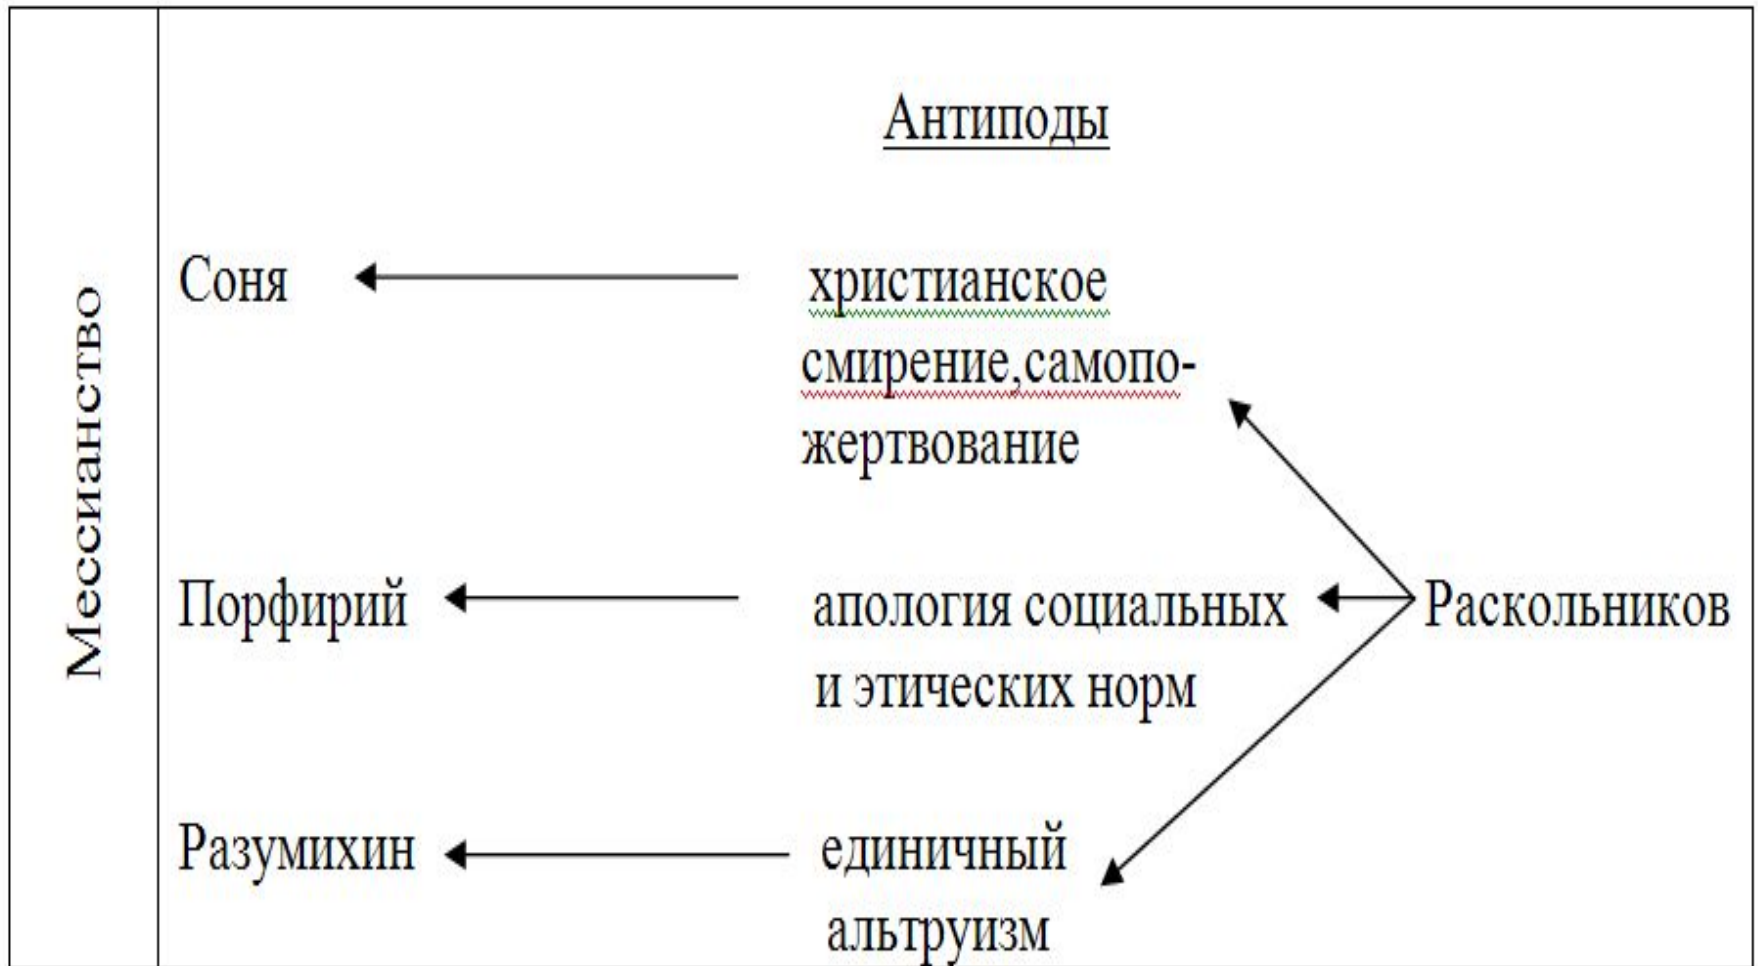 Мессианство
Антиподы
Соня
христианское
смирение,самопо-
жертвование
Порфирий
апология социальных
и этических норм
Раскольников
Разумихин
единичный
альтруизм